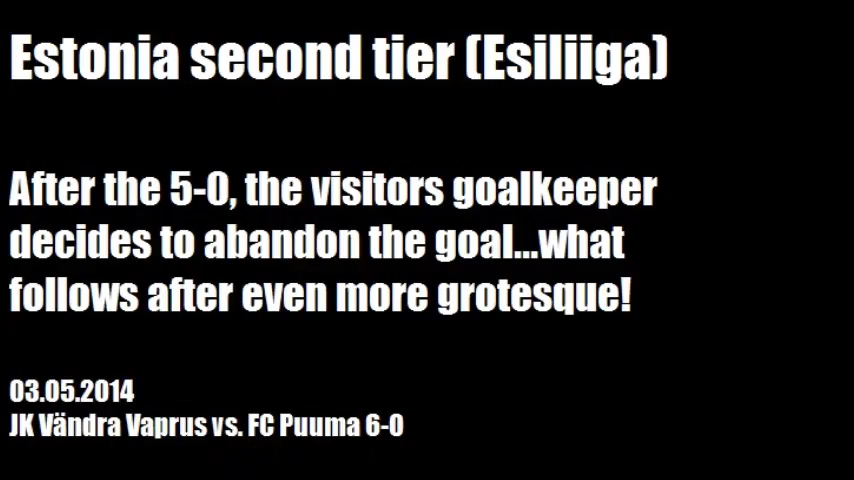 Estonia second tier (Esiliiga)
After the 5-0, the visitors goalkeeper
decides to abandon the goal...what
follows after even more grotesque!
03.05.2014
JK Vändra Vaprus vs. FC Puuma 6-0